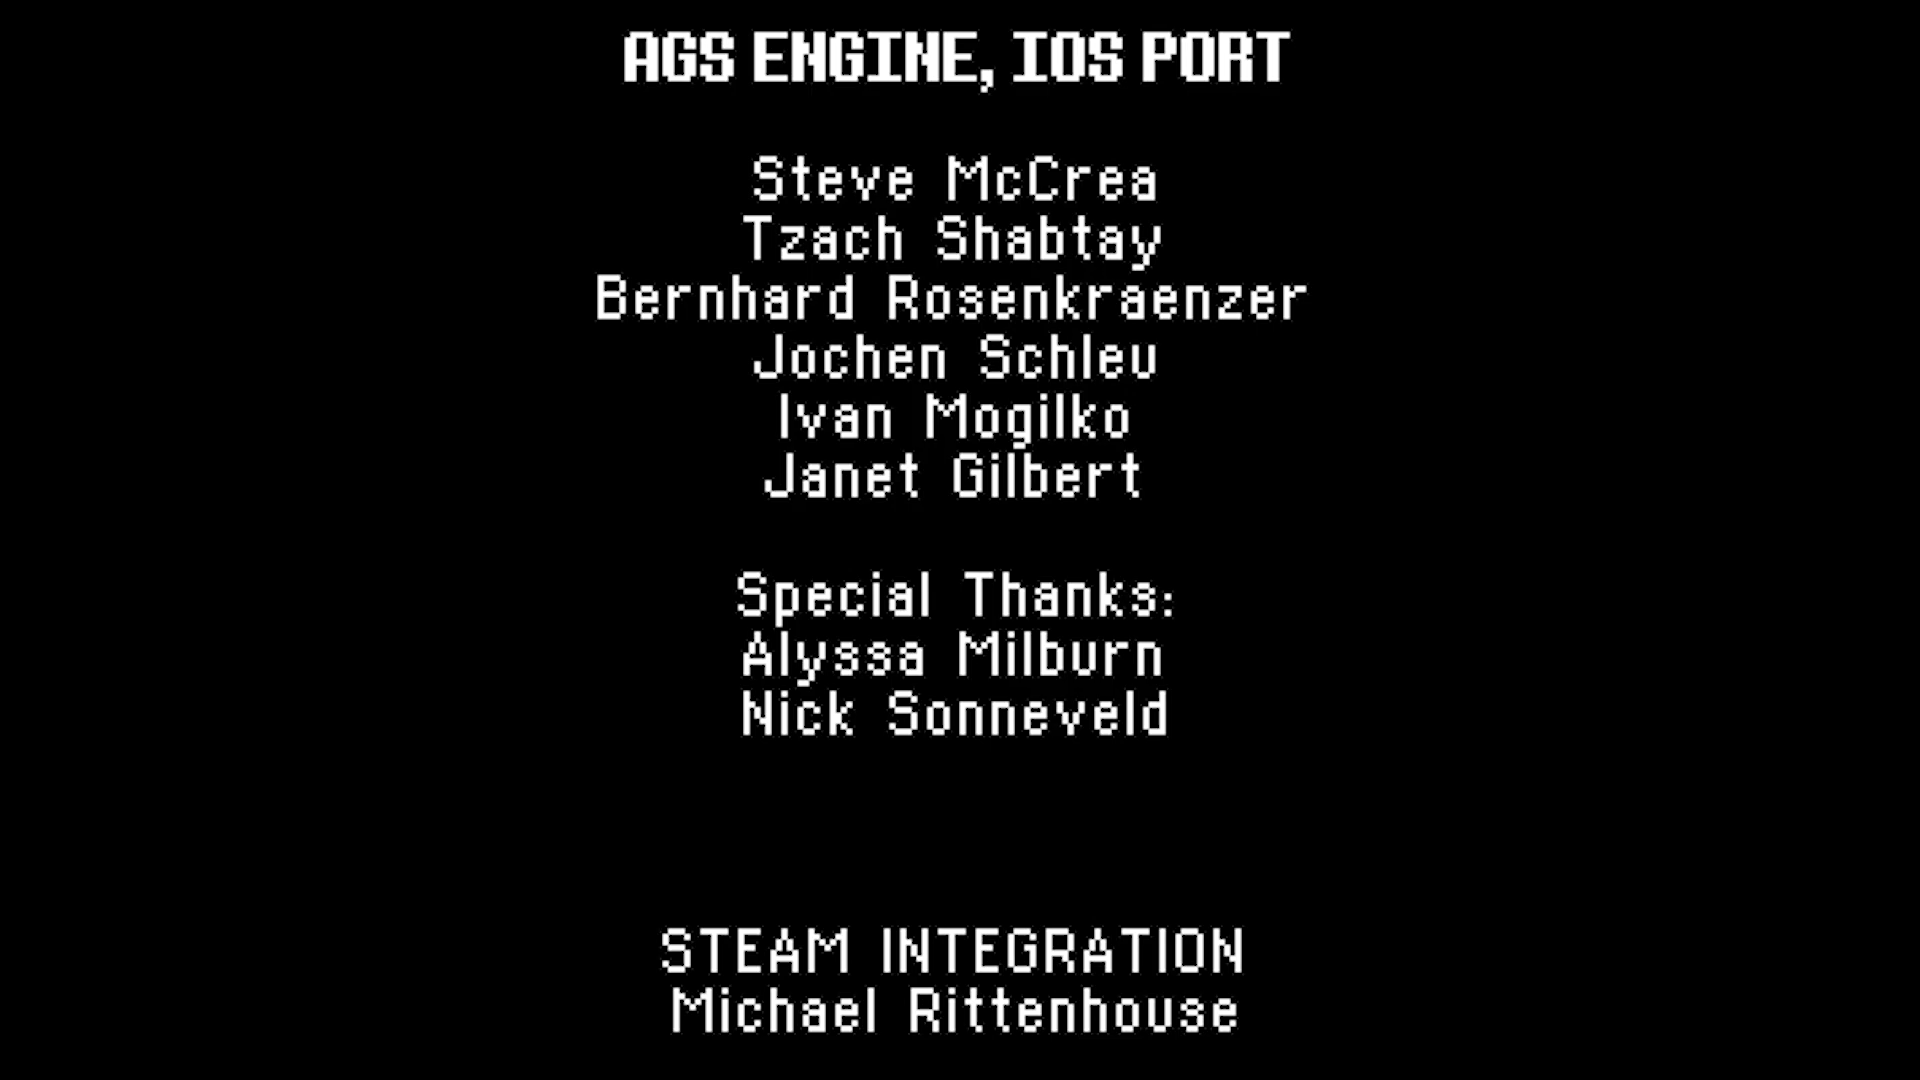 AGS ENGINE, IOS PORT
Steve McCrea
Tzach Shabtay
Bernhard Rosenkraenzer
Jochen Schleu
Ivan Mogilko
Janet Gilbert
Special Thanks:
Alyssa Milburn
Nick Sonneveld
STEAM INTEGRATION
Michael Rittenhouse